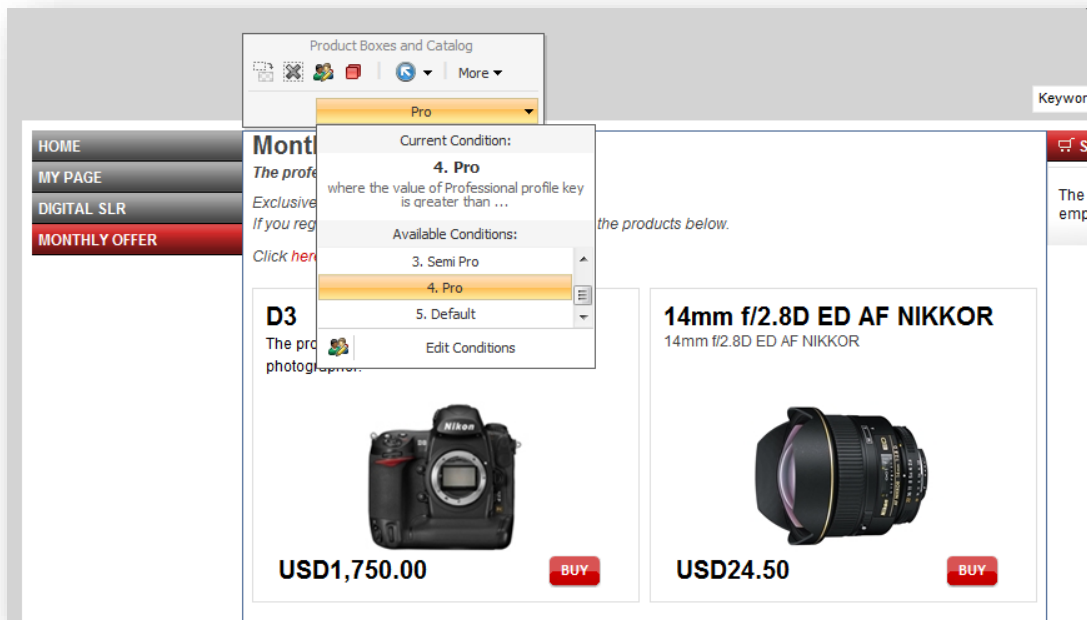 Product Boxes and Catalog
More
Keywor
Pro
HOME
MY PAGE
DIGITAL SLR
MONTHLY OFFER
Mont
The profe
Exclusive
If you reg
the products below.
Click her
Current Condition:
4. Pro
where the value of Professional profile key
is greater than ...
Available Conditions:
3. Semi Pro
4. Pro
5. Default
Edit Conditions
S
The
emp
D3
The pro
photographer.
Nikon
USD1,750.00
BUY
14mm f/2.8D ED AF NIKKOR
14mm f/2.8D ED AF NIKKOR
USD24.50
BUY